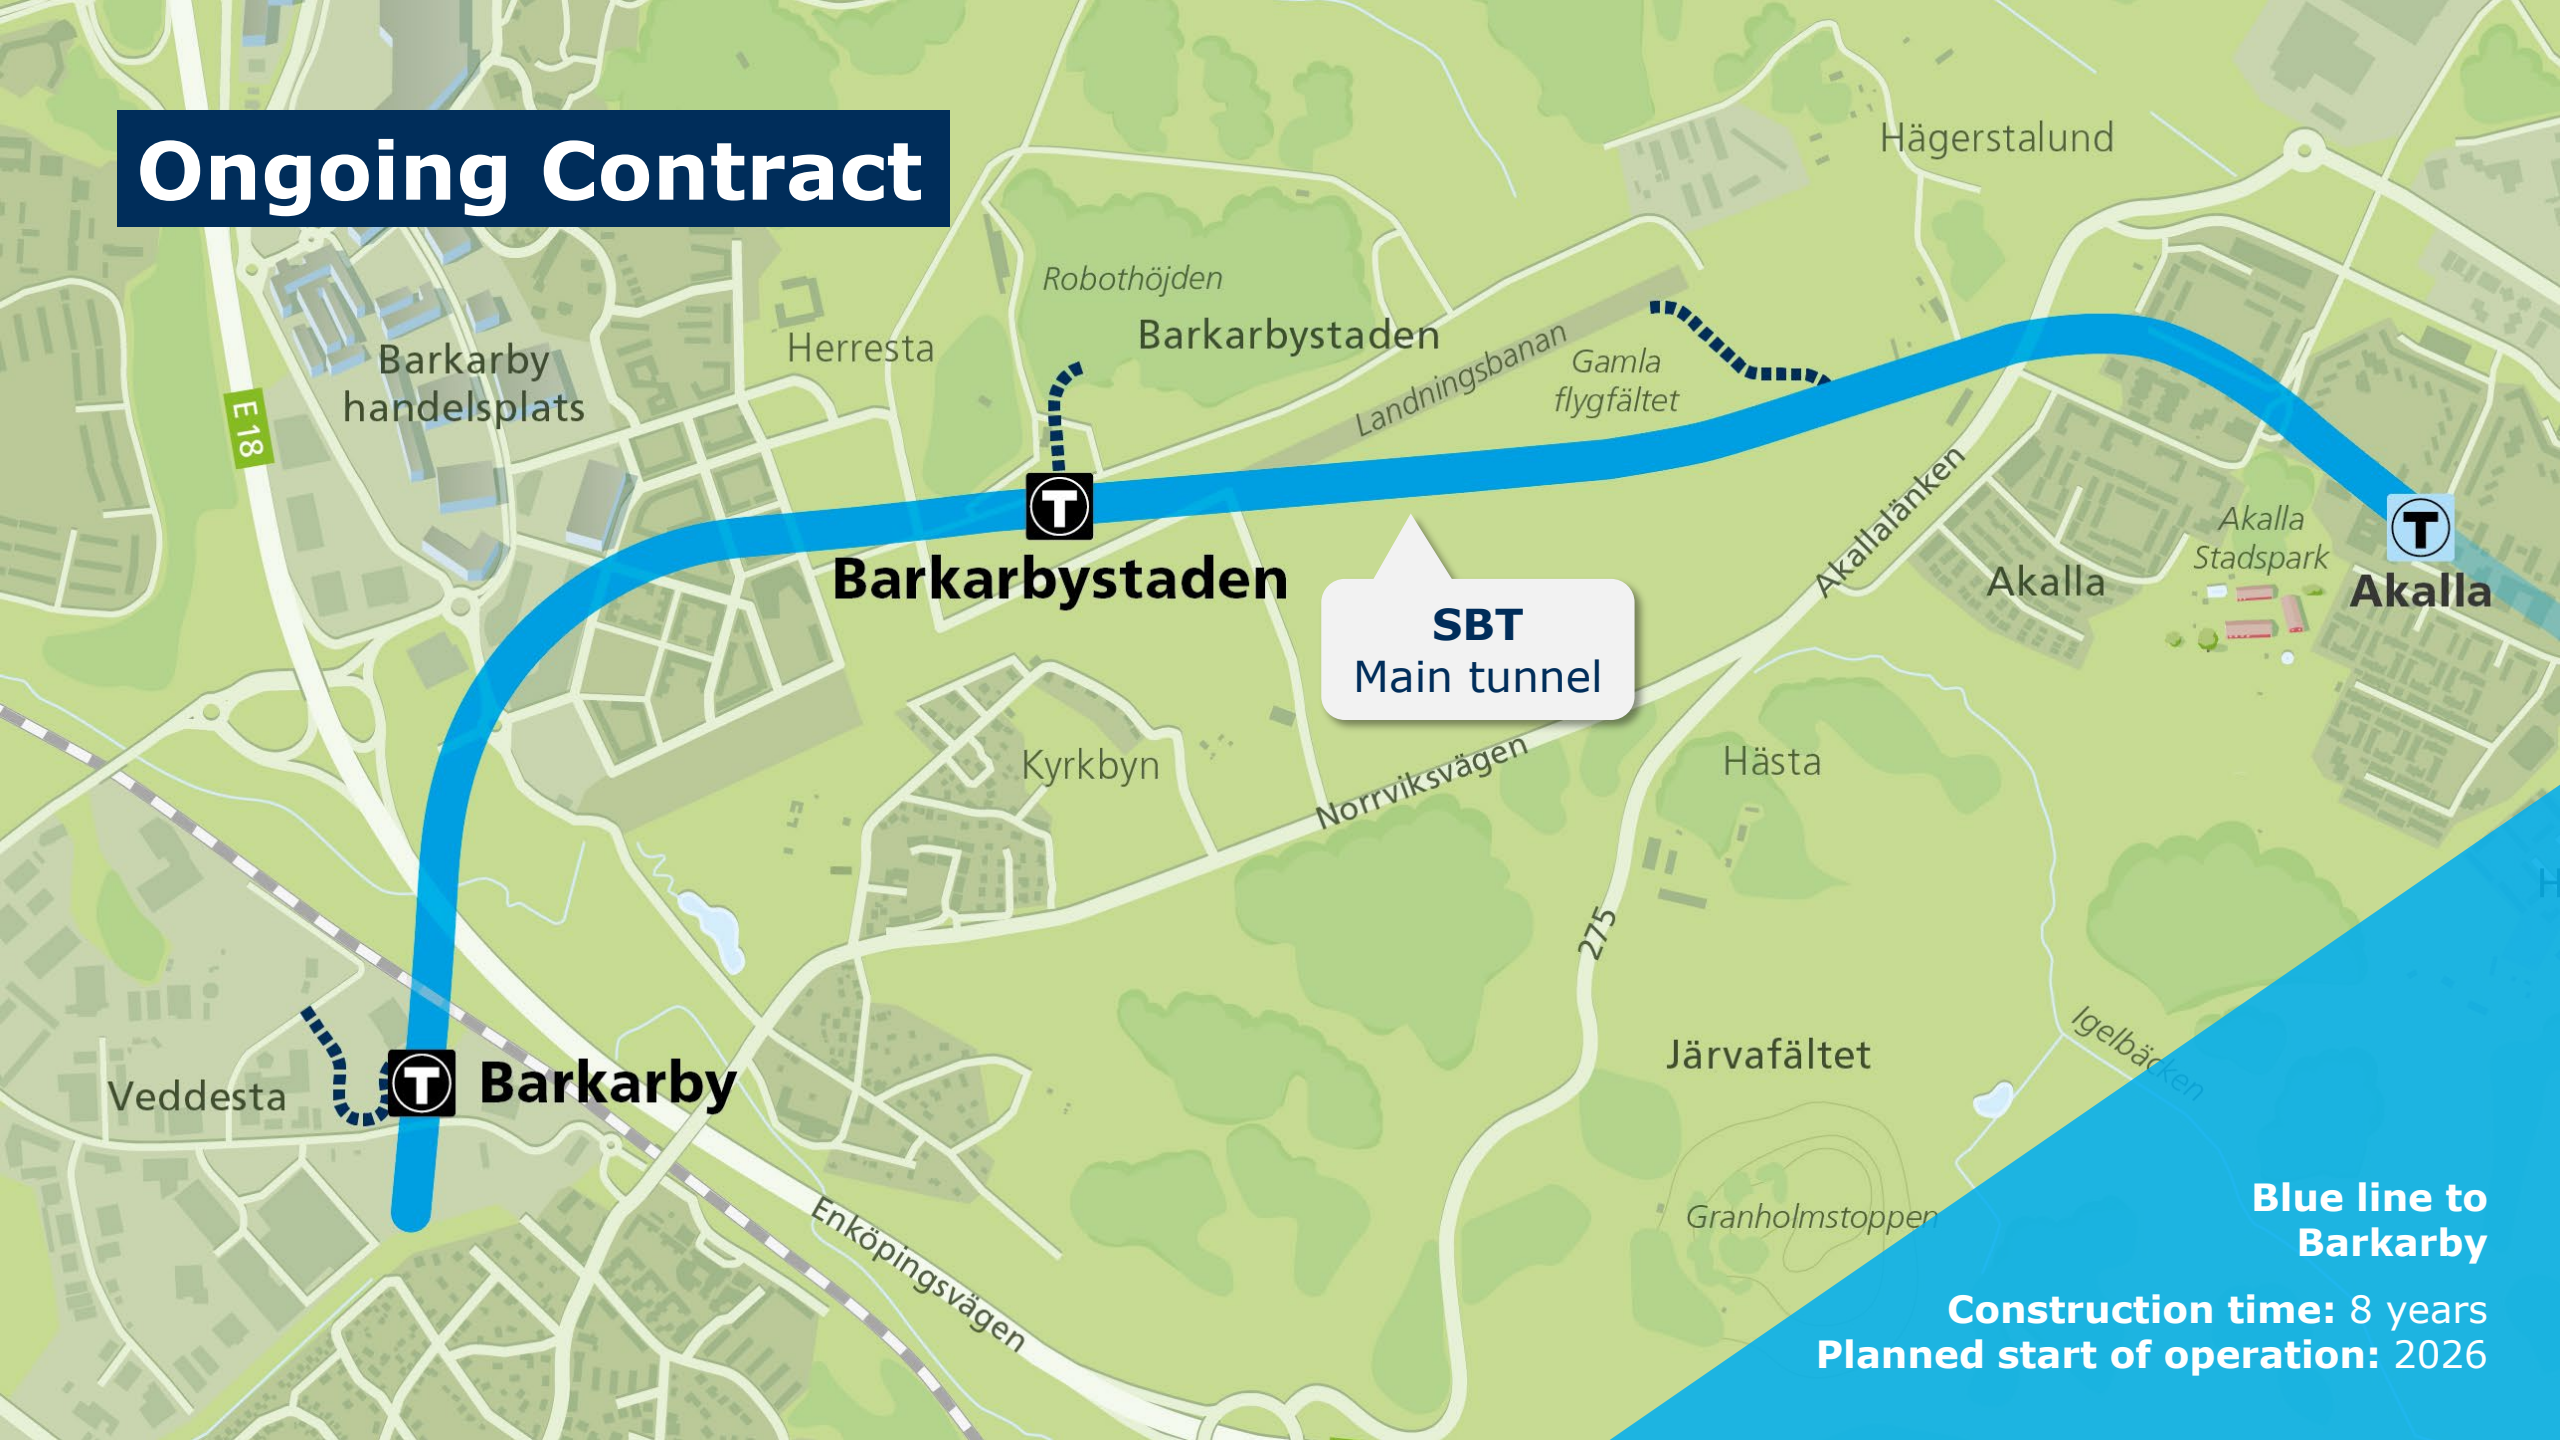 Ongoing Contract
Hägerstalund
Robothöjden
Barkarbystaden
Herresta
Landningsbanan
Gamla
flygfältet
Barkarby
handelsplats
E 18
T
Barkarbystaden
SBT
Main tunnel
Akallalänken
Akalla
Akalla
Stadspark
T
Akalla
Kyrkbyn
Norrviksvägen
Hästa
275
H
Järvafältet
Igelbäcken
Veddesta
T
Barkarby
Enköpingsvägen
Granholmstoppen
Blue line to
Barkarby
Construction time: 8 years
Planned start of operation: 2026